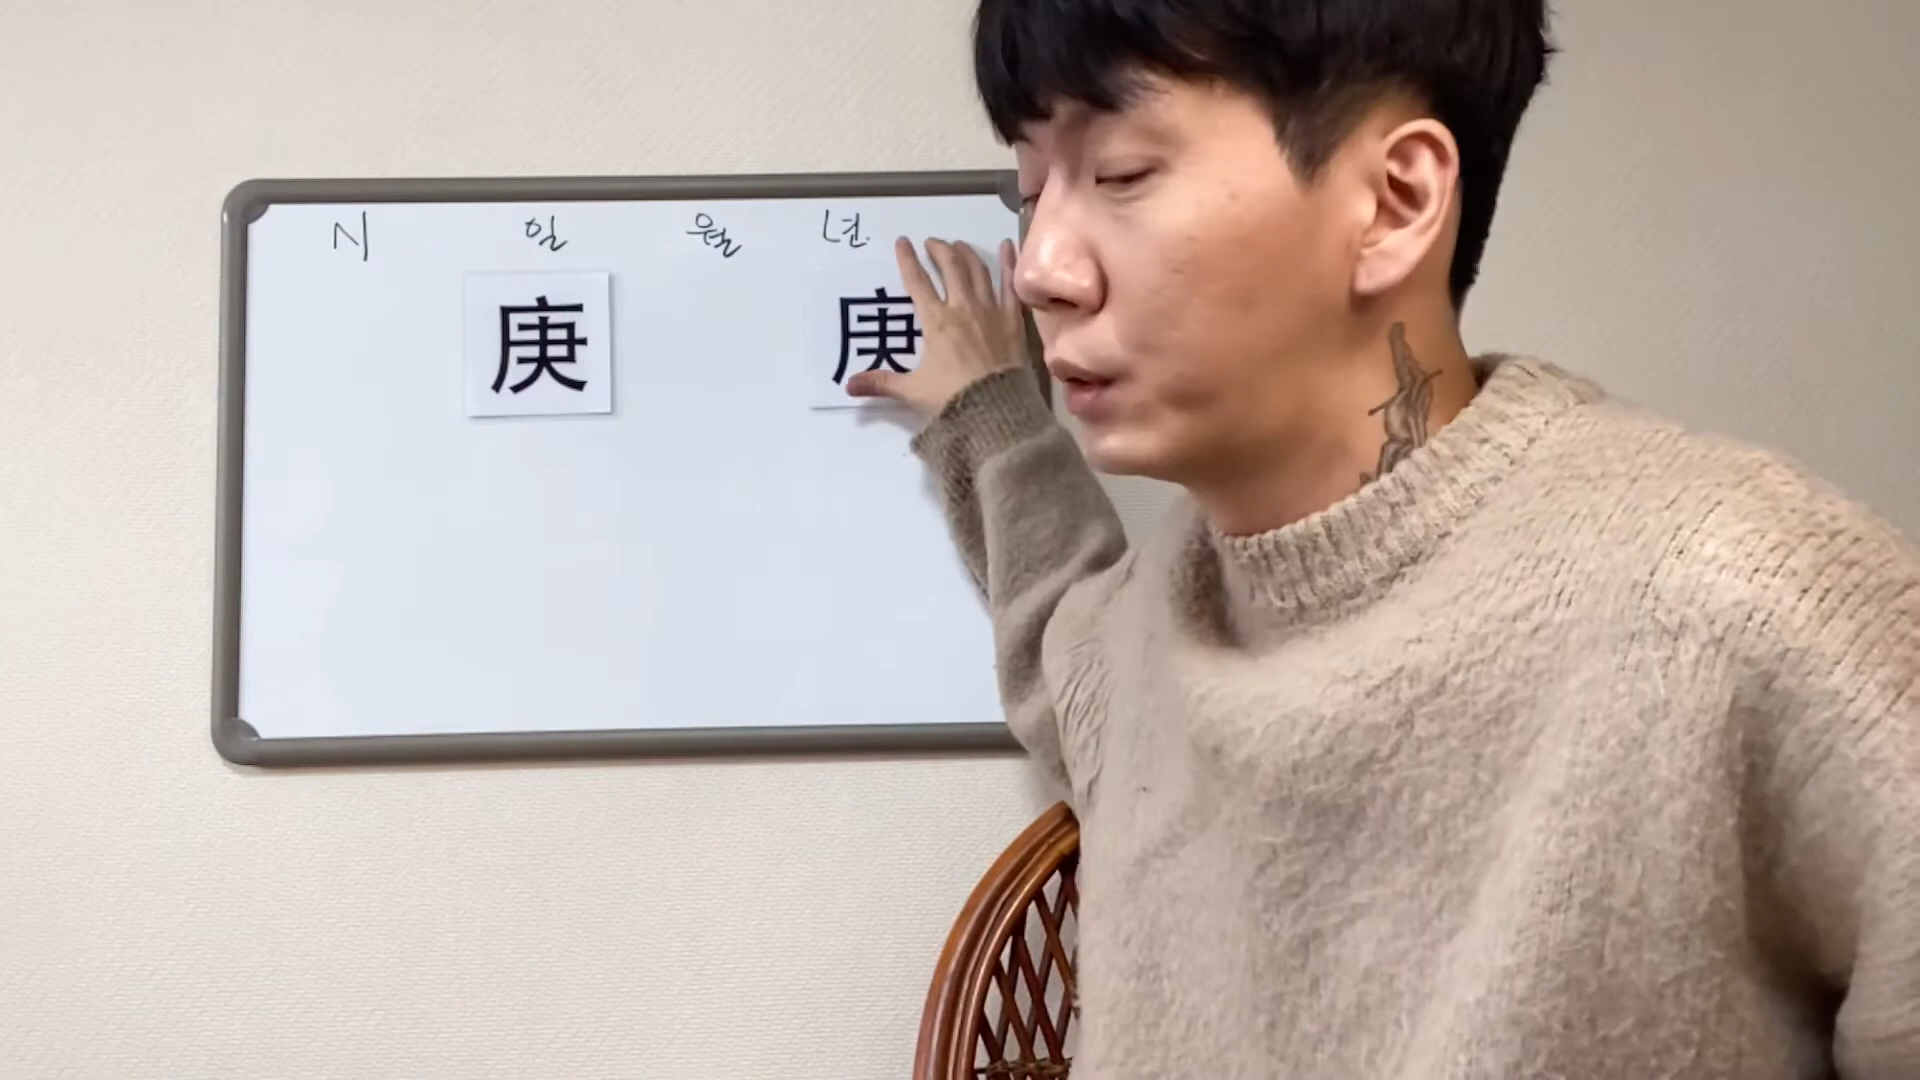 시 일 월 년
庚 庚